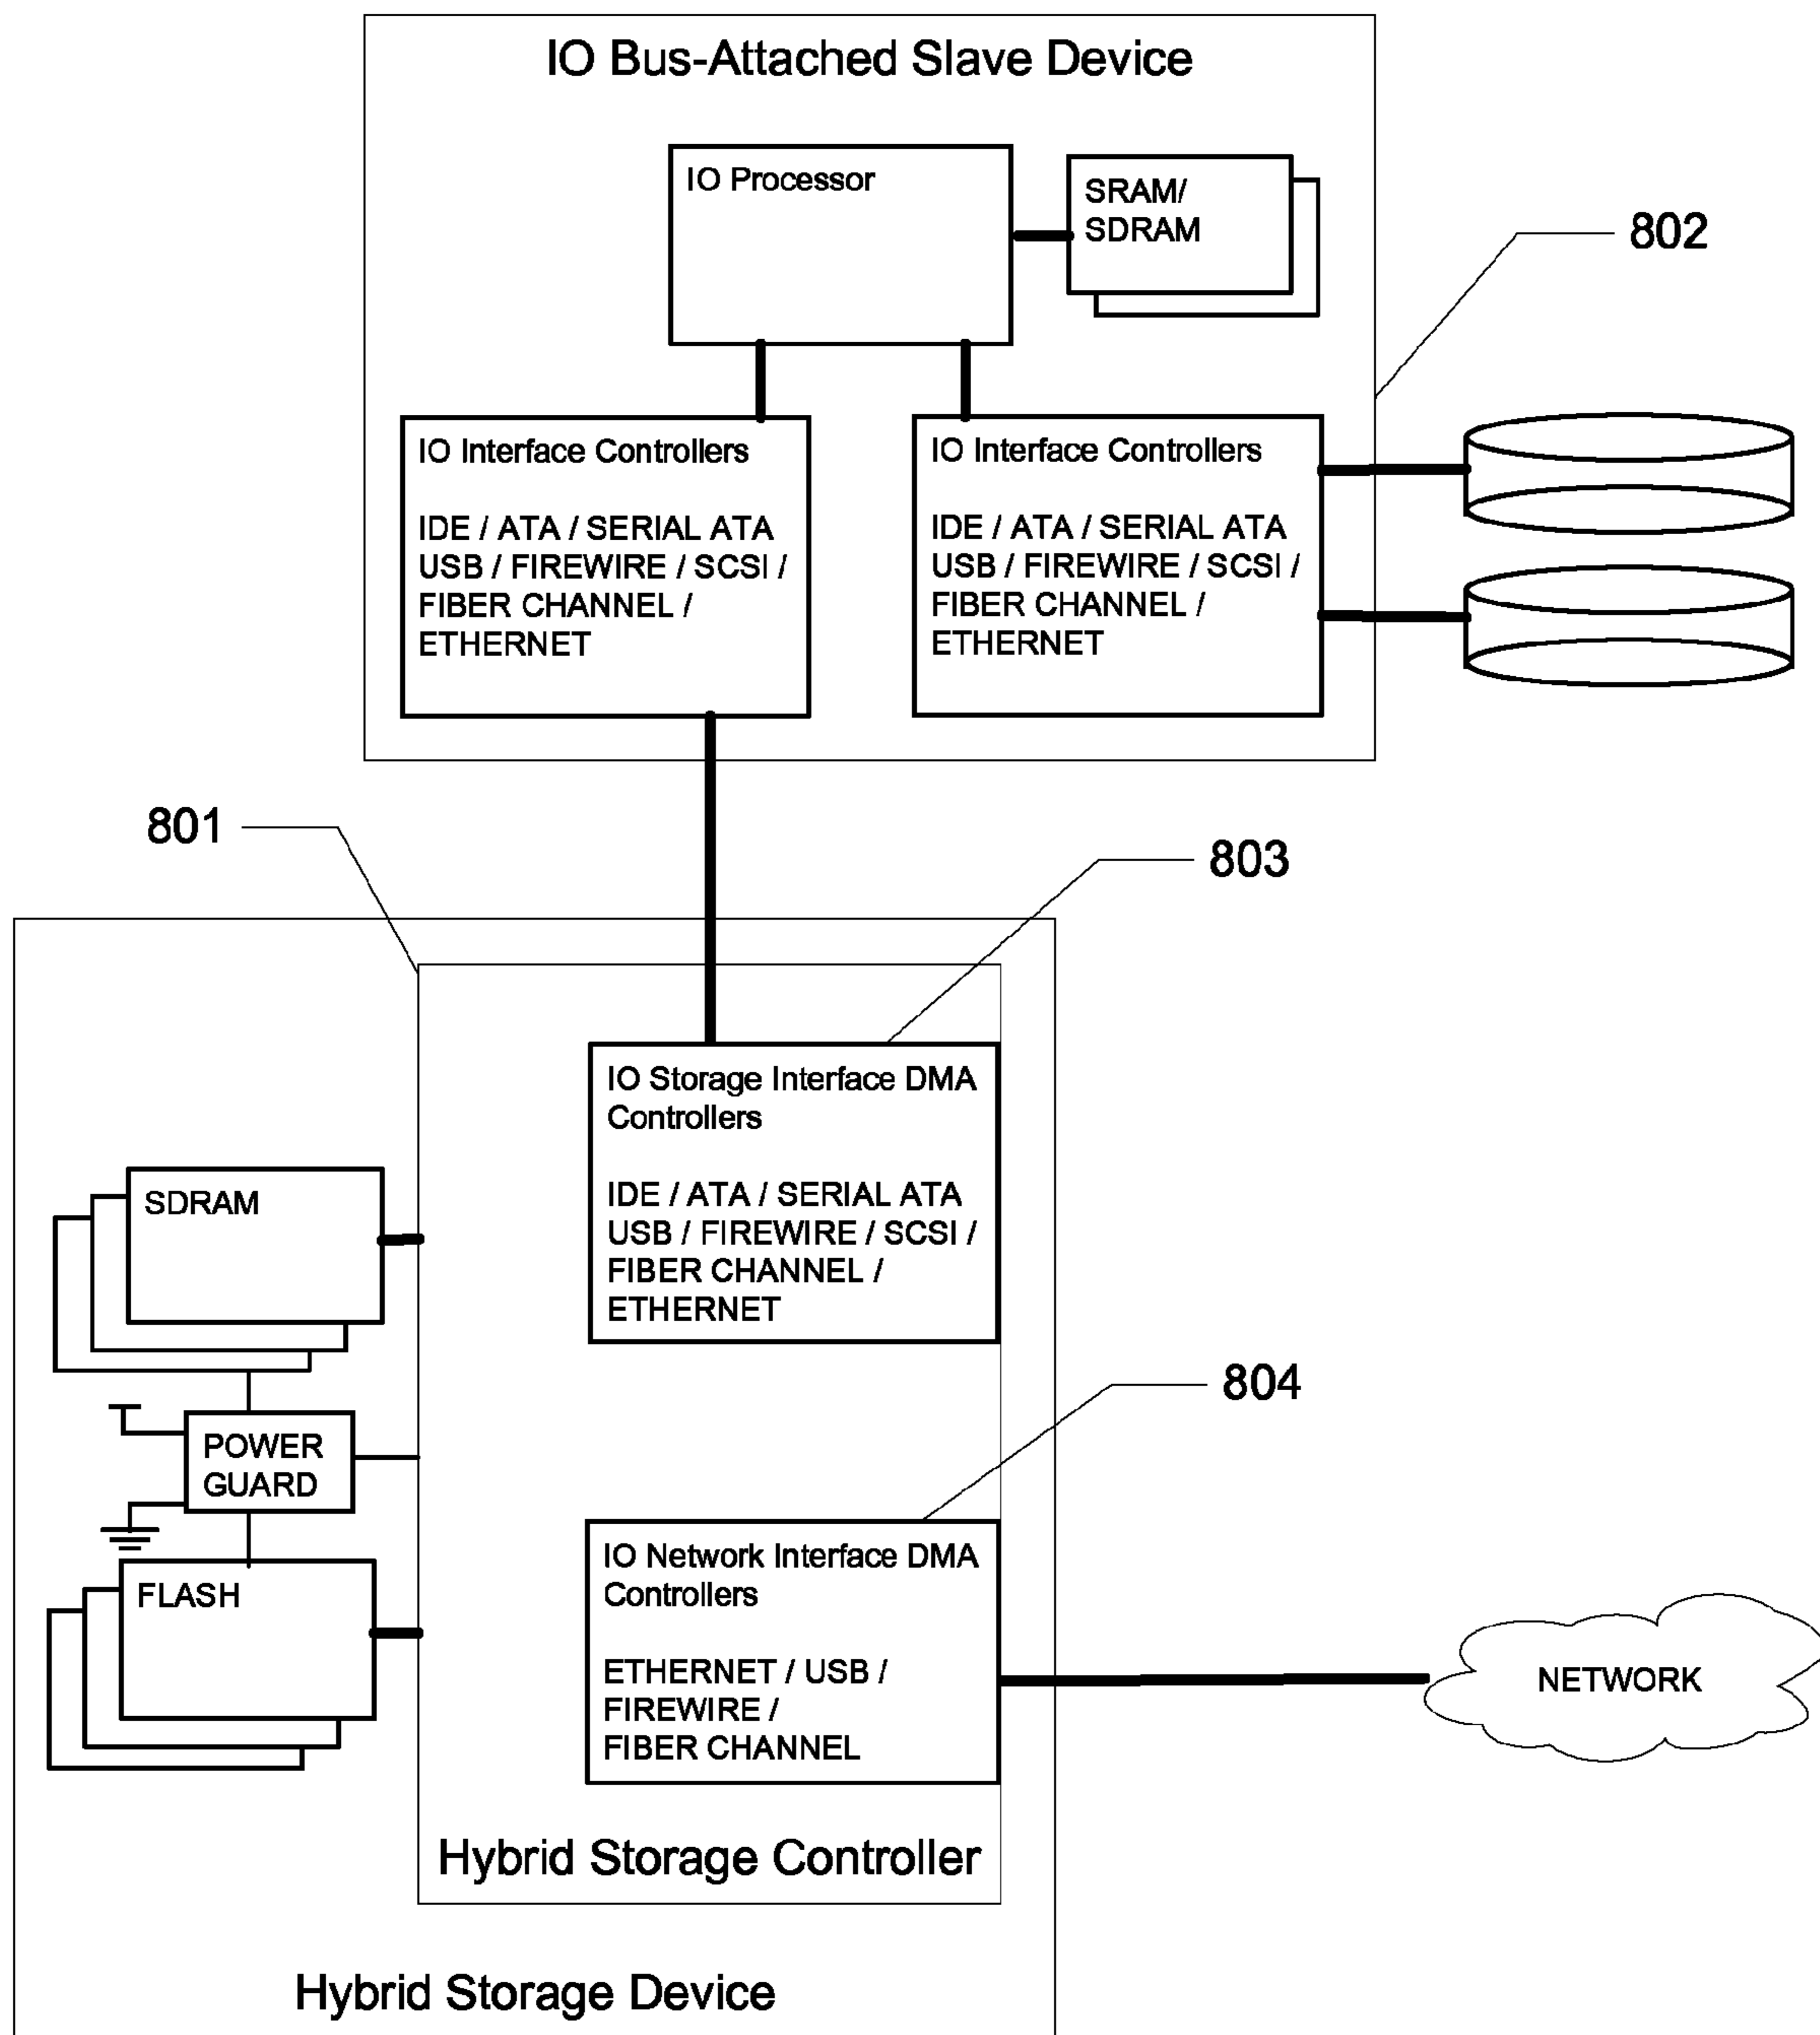 IO Bus-Attached Slave Device
IO Processor
SRAM/
SDRAM
802
IO Interface Controllers
IDE / ATA / SERIAL ATA
USB / FIREWIRE / SCSI /
FIBER CHANNEL /
ETHERNET
IO Interface Controllers
IDE / ATA / SERIAL ATA
USB / FIREWIRE / SCSI /
FIBER CHANNEL /
ETHERNET
801
803
IO Storage Interface DMA
Controllers
IDE / ATA / SERIAL ATA
USB / FIREWIRE / SCSI /
FIBER CHANNEL /
ETHERNET
SDRAM
804
POWER
GUARD
FLASH
IO Network Interface DMA
Controllers
ETHERNET / USB /
FIREWIRE /
FIBER CHANNEL
NETWORK
Hybrid Storage Controller
Hybrid Storage Device